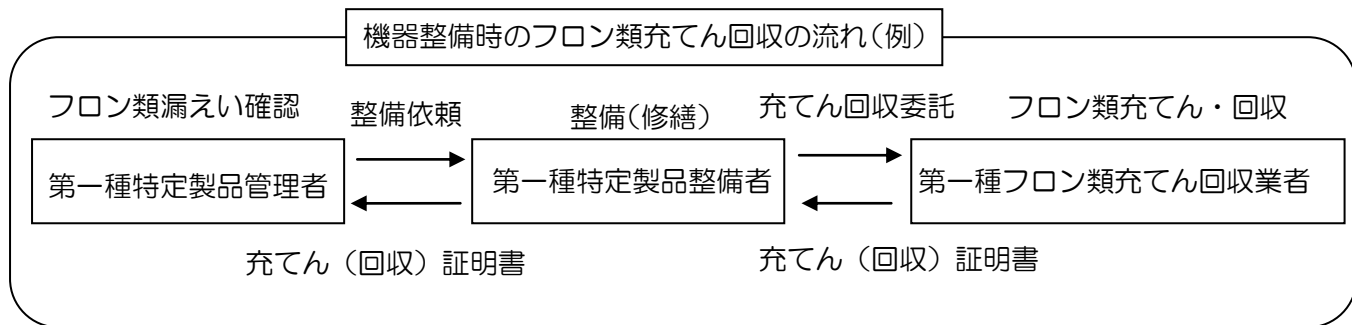 機器整備時のフロン類充てん回収の流れ(例)
フロン類漏えい確認
整備依頼
整備(修繕)
充てん回収委託
フロン類充てん・回収
第一種特定製品管理者
第一種特定製品整備者
第一種フロン類充てん回収業者
充てん（回収）証明書
充てん（回収）証明書